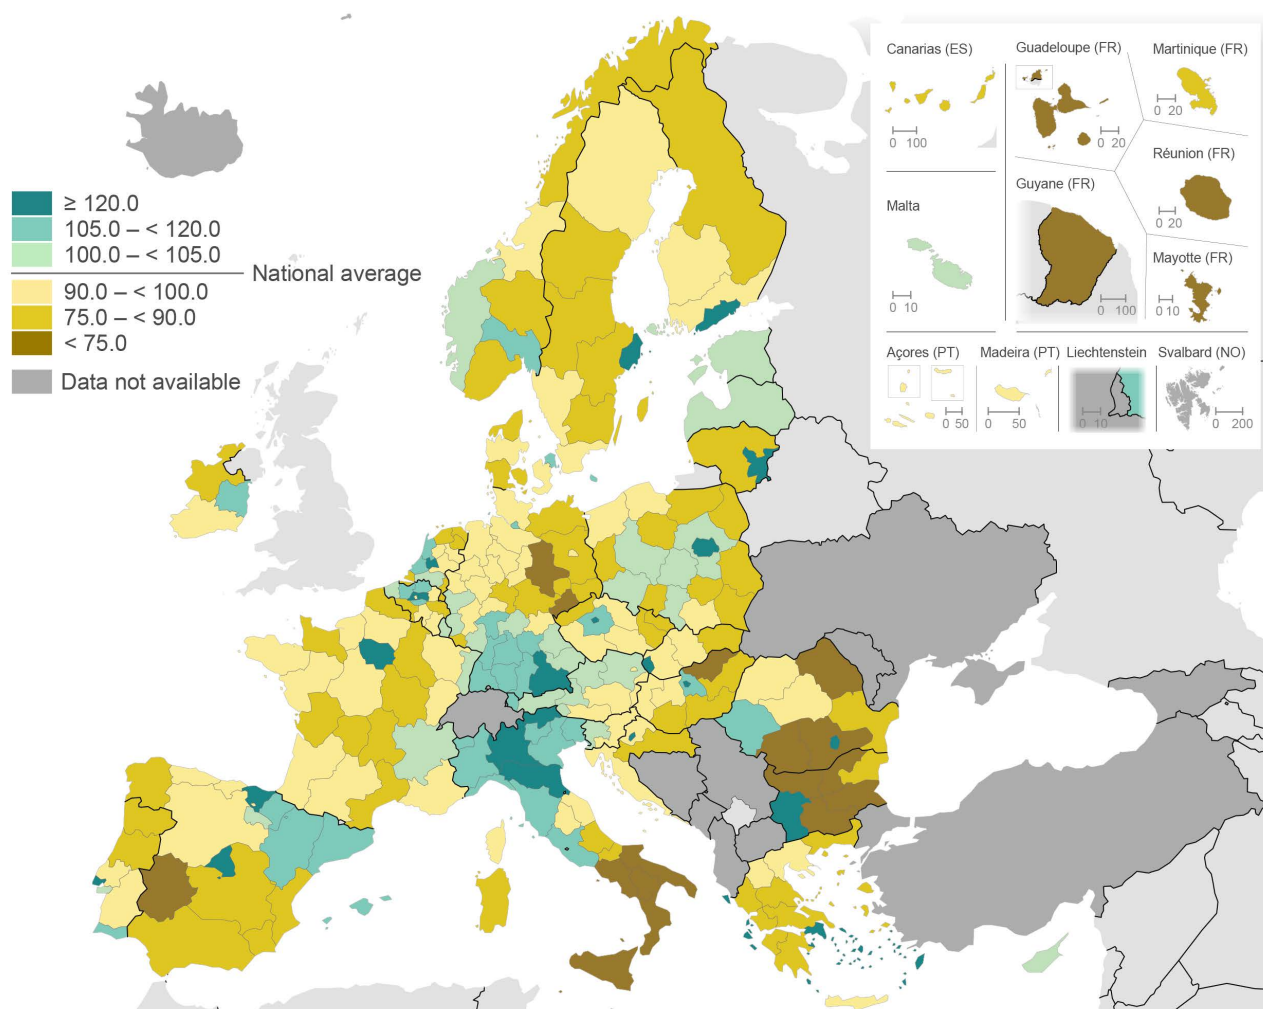 ≥ 120.0
105.0 – < 120.0
100.0 – < 105.0
National average
90.0 – < 100.0
75.0 – < 90.0
< 75.0
Data not available
Canarias (ES)
0 100
Guadeloupe (FR)
0 20
Martinique (FR)
0 20
Réunion (FR)
0 20
Malta
0 10
Guyane (FR)
0 100
Mayotte (FR)
0 10
Açores (PT)
0 50
Madeira (PT)
0 50
Liechtenstein
0 10
Svalbard (NO)
0 200